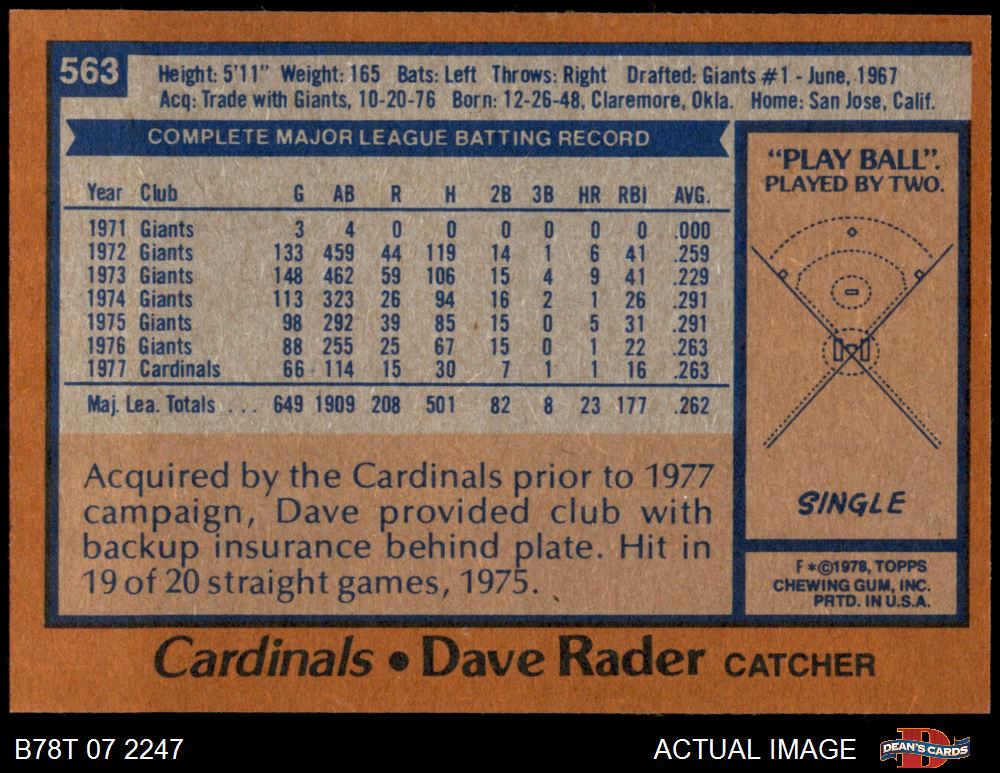 563
Height: 5'11" Weight: 165 Bats: Left Throws: Right Drafted: Giants #1 - June, 1967
Acq: Trade with Giants, 10-20-76 Born: 12-26-48, Claremore, Okla. Home: San Jose, Calif.
COMPLETE MAJOR LEAGUE BATTING RECORD
Year Club G AB R H 2B 3B HR RBI AVG.
1971 Giants 3 4 0 0 0 0 0 0 .000
1972 Giants 133 459 44 119 14 1 6 41 .259
1973 Giants 148 462 59 106 15 4 9 41 .229
1974 Giants 113 323 26 94 16 2 1 26 .291
1975 Giants 98 292 39 85 15 0 5 31 .291
1976 Giants 88 255 25 67 15 0 1 22 .263
1977 Cardinals 66 114 15 30 7 1 1 16 .263
Maj. Lea. Totals ... 649 1909 208 501 82 8 23 177 .262
Acquired by the Cardinals prior to 1977
campaign, Dave provided club with
backup insurance behind plate. Hit in
19 of 20 straight games, 1975.
"PLAY BALL".
PLAYED BY TWO.
SINGLE
F*©1978, TOPPS
CHEWING GUM, INC.
PRTD. IN U.S.A.
Cardinals • Dave Rader CATCHER
B78T 07 2247
ACTUAL IMAGE
DEAN'S CARDS